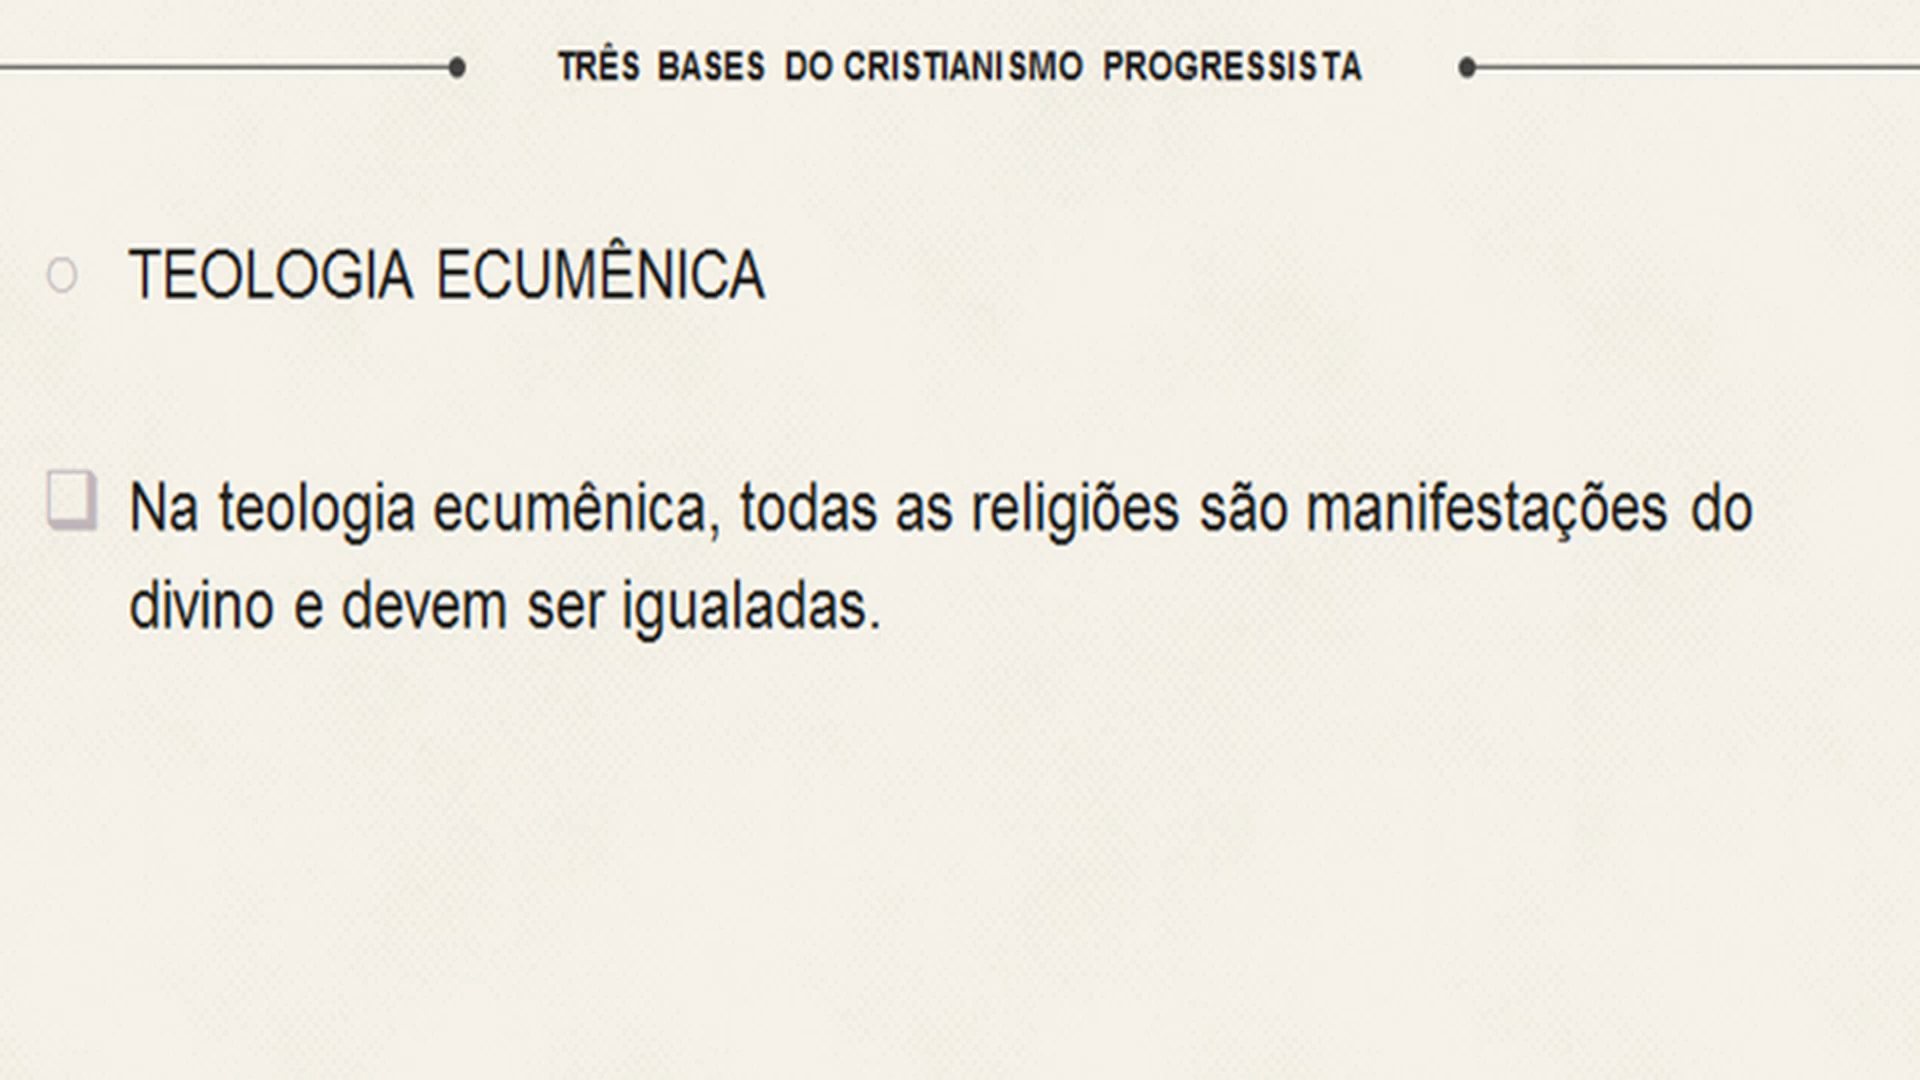 TRÊS BASES DO CRISTIANISMO PROGRESSISTA
TEOLOGIA ECUMÊNICA
Na teologia ecumênica, todas as religiões são manifestações do
divino e devem ser igualadas.